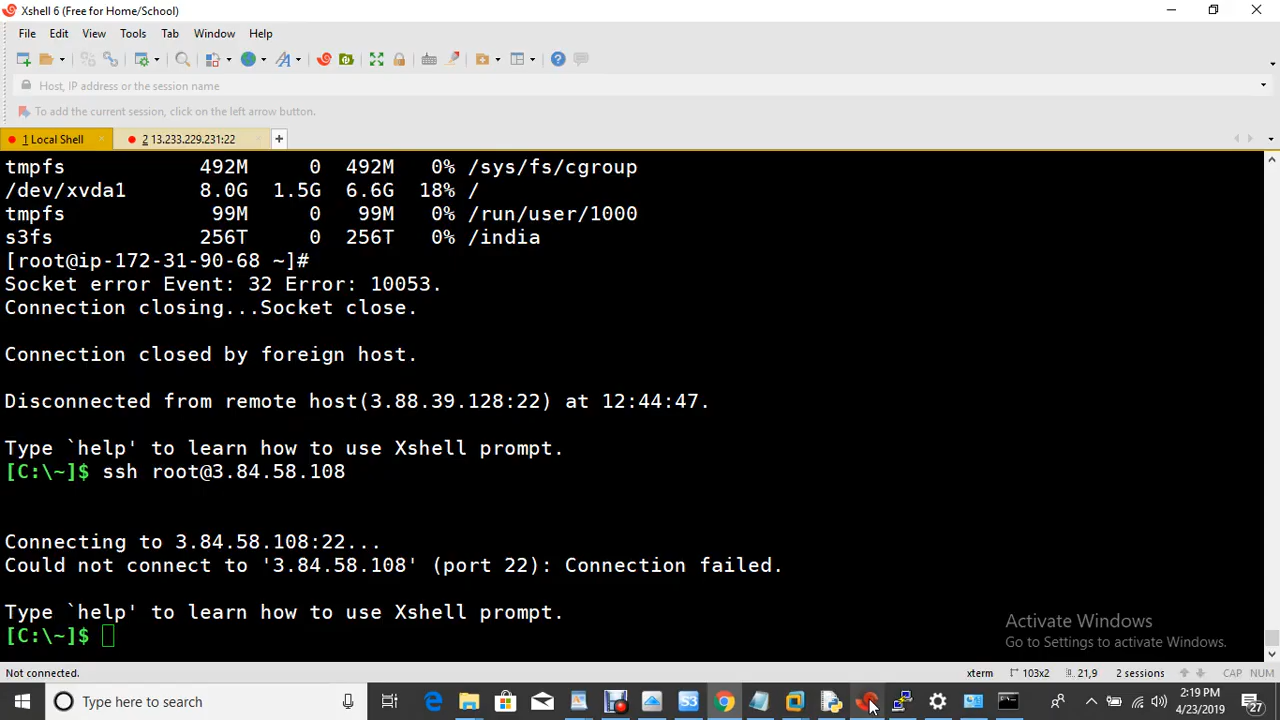 Xshell 6 (Free for Home/School)
File Edit View Tools Tab Window Help
Host, IP address or the session name
To add the current session, click on the left arrow button.
1 Local Shell 2 13.233.229.231:22 +
tmpfs 492M 0 492M 0% /sys/fs/cgroup
/dev/xvda1 8.0G 1.5G 6.6G 18% /
tmpfs 99M 0 99M 0% /run/user/1000
s3fs 256T 0 256T 0% /india
[root@ip-172-31-90-68 ~]#
Socket error Event: 32 Error: 10053.
Connection closing...Socket close.
Connection closed by foreign host.
Disconnected from remote host(3.88.39.128:22) at 12:44:47.
Type `help' to learn how to use Xshell prompt.
[C:\~]$ ssh root@3.84.58.108
Connecting to 3.84.58.108:22...
Could not connect to '3.84.58.108' (port 22): Connection failed.
Type `help' to learn how to use Xshell prompt.
[C:\~]$
Activate Windows
Go to Settings to activate Windows.
Not connected. xterm 103x2 21,9 2 sessions CAP NUM
Type here to search
2:19 PM
4/23/2019
27